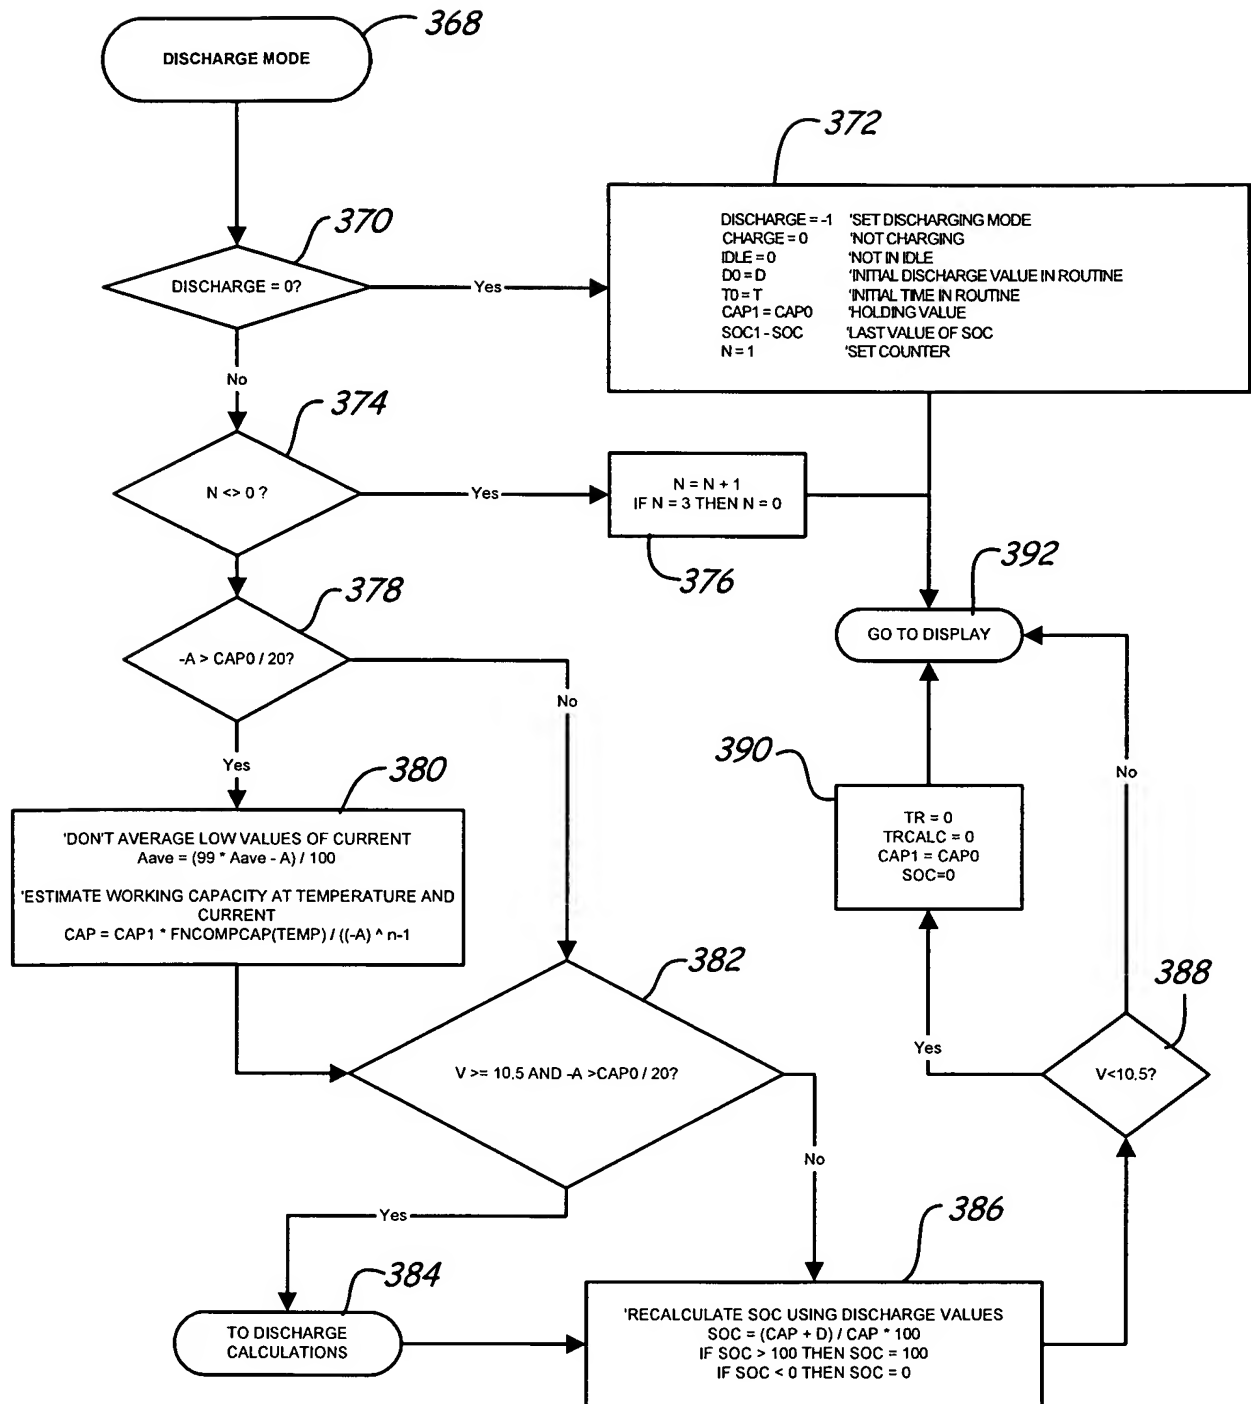 368
DISCHARGE MODE
372
370
DISCHARGE = 0?
Yes
DISCHARGE = -1 'SET DISCHARGING MODE
CHARGE = 0 'NOT CHARGING
IDLE = 0 'NOT IN IDLE
D0 = D 'INITIAL DISCHARGE VALUE IN ROUTINE
T0 = T 'INITIAL TIME IN ROUTINE
CAP1 = CAP0 'HOLDING VALUE
SOC1 - SOC 'LAST VALUE OF SOC
N = 1 'SET COUNTER
No
374
N <> 0 ?
Yes
N = N + 1
IF N = 3 THEN N = 0
376
378
-A > CAP0 / 20?
No
392
GO TO DISPLAY
Yes
380
'DON'T AVERAGE LOW VALUES OF CURRENT
Aave = (99 * Aave - A) / 100
'ESTIMATE WORKING CAPACITY AT TEMPERATURE AND
CURRENT
CAP = CAP1 * FNCOMPCAP(TEMP) / ((-A) ^ n-1
390
TR = 0
TRCALC = 0
CAP1 = CAP0
SOC=0
No
382
V >= 10.5 AND -A >CAP0 / 20?
388
V<10.5?
Yes
No
Yes
384
TO DISCHARGE
CALCULATIONS
386
'RECALCULATE SOC USING DISCHARGE VALUES
SOC = (CAP + D) / CAP * 100
IF SOC > 100 THEN SOC = 100
IF SOC < 0 THEN SOC = 0